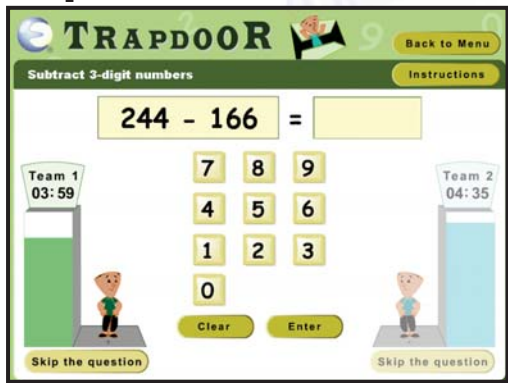 TRAPDOOR
Back to Menu
Subtract 3-digit numbers
Instructions
244 - 166 =
Team 1
03:59
Team 2
04:35
7 8 9
4 5 6
1 2 3
0
Clear
Enter
Skip the question
Skip the question